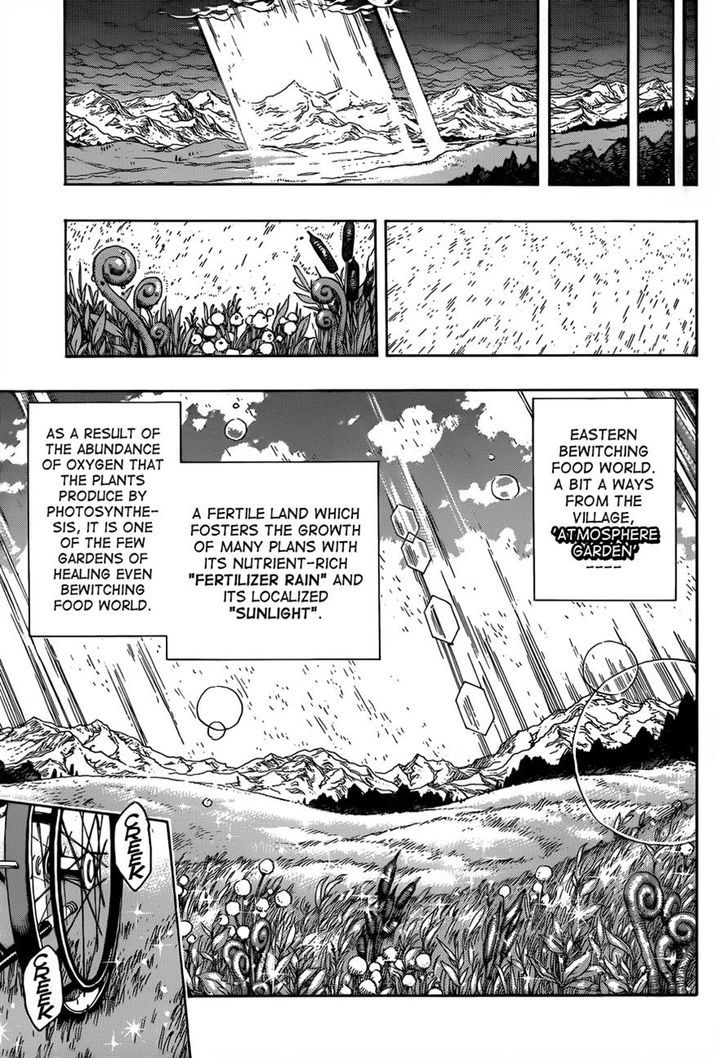 EASTERN
BEWITCHING
FOOD WORLD.
A BIT A WAYS
FROM THE
VILLAGE,
'ATMOSPHERE
GARDEN'
----
A FERTILE LAND WHICH
FOSTERS THE GROWTH
OF MANY PLANS WITH
ITS NUTRIENT-RICH
"FERTILIZER RAIN" AND
ITS LOCALIZED
"SUNLIGHT".
AS A RESULT OF
THE ABUNDANCE
OF OXYGEN THAT
THE PLANTS
PRODUCE BY
PHOTOSYNTHE-
SIS, IT IS ONE
OF THE FEW
GARDENS OF
HEALING EVEN
BEWITCHING
FOOD WORLD.
CREEK
CREEK